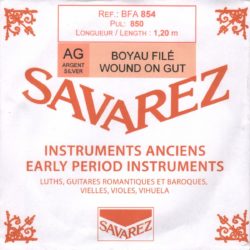 REF.: BFA 854
PUL: 850
LONGUEUR / LENGTH : 1,20 m
AG
ARGENT
SILVER
BOYAU FILÉ
WOUND ON GUT
SAVAREZ
INSTRUMENTS ANCIENS
EARLY PERIOD INSTRUMENTS
LUTHS, GUITARES ROMANTIQUES ET BAROQUES,
VIELLES, VIOLES, VIHUELA
SAVAREZ